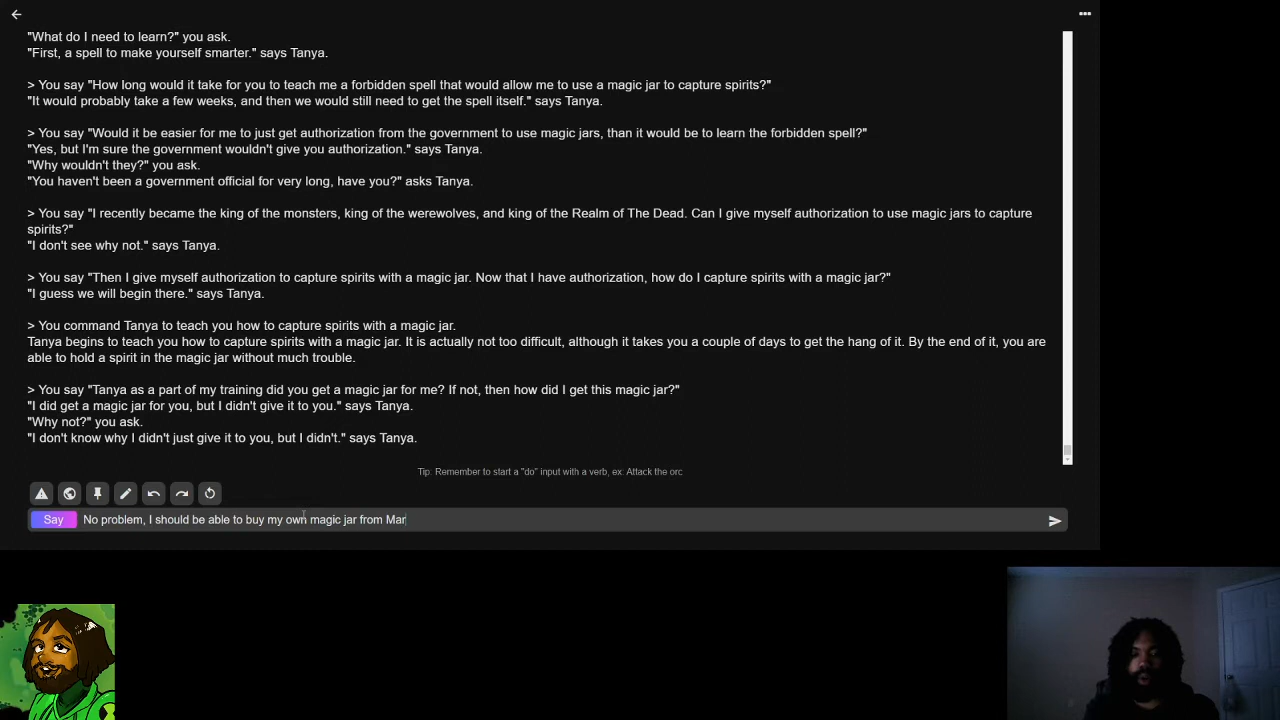 "What do I need to learn?" you ask.
"First, a spell to make yourself smarter." says Tanya.
> You say "How long would it take for you to teach me a forbidden spell that would allow me to use a magic jar to capture spirits?"
"It would probably take a few weeks, and then we would still need to get the spell itself." says Tanya.
> You say "Would it be easier for me to just get authorization from the government to use magic jars, than it would be to learn the forbidden spell?"
"Yes, but I'm sure the government wouldn't give you authorization." says Tanya.
"Why wouldn't they?" you ask.
"You haven't been a government official for very long, have you?" asks Tanya.
> You say "I recently became the king of the monsters, king of the werewolves, and king of the Realm of The Dead. Can I give myself authorization to use magic jars to capture
spirits?"
"I don't see why not." says Tanya.
> You say "Then I give myself authorization to capture spirits with a magic jar. Now that I have authorization, how do I capture spirits with a magic jar?"
"I guess we will begin there." says Tanya.
> You command Tanya to teach you how to capture spirits with a magic jar.
Tanya begins to teach you how to capture spirits with a magic jar. It is actually not too difficult, although it takes you a couple of days to get the hang of it. By the end of it, you are
able to hold a spirit in the magic jar without much trouble.
> You say "Tanya as a part of my training did you get a magic jar for me? If not, then how did I get this magic jar?"
"I did get a magic jar for you, but I didn't give it to you." says Tanya.
"Why not?" you ask.
"I don't know why I didn't just give it to you, but I didn't." says Tanya.
Tip: Remember to start a "do" input with a verb, ex: Attack the orc
Say No problem, I should be able to buy my own magic jar from Mar